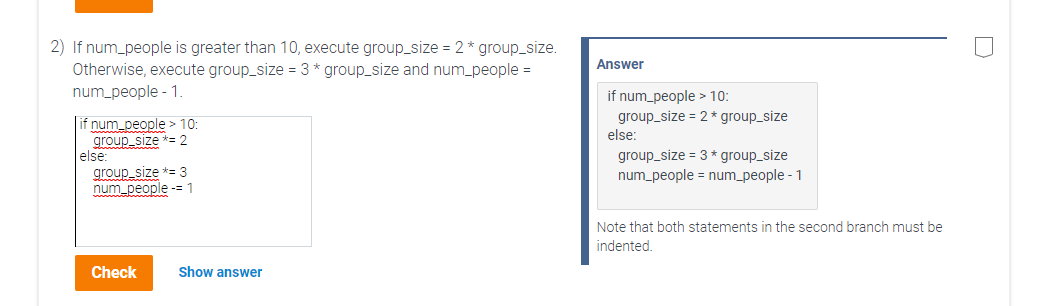 2) If num_people is greater than 10, execute group_size = 2 * group_size.
Otherwise, execute group_size = 3 * group_size and num_people =
num_people - 1.
if num_people > 10:
group_size *= 2
else:
group_size *= 3
num_people -= 1
Check
Show answer
Answer
if num_people > 10:
group_size = 2 * group_size
else:
group_size = 3 * group_size
num_people = num_people - 1
Note that both statements in the second branch must be
indented.